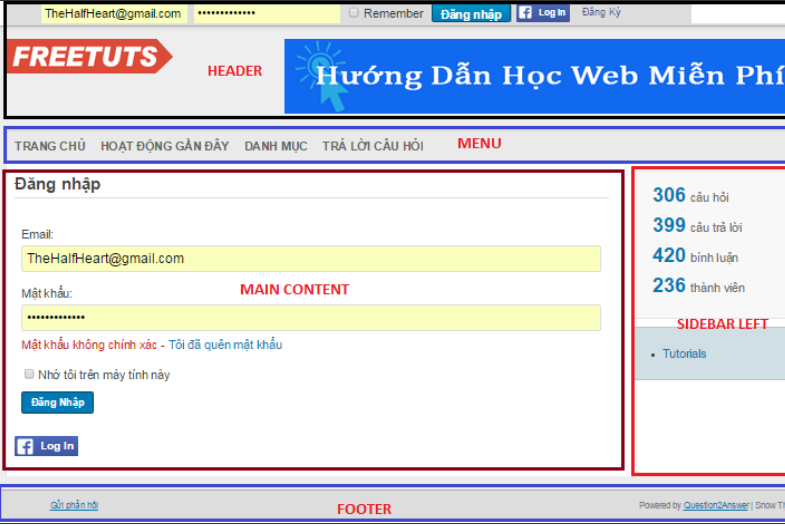 TheHalfHeart@gmail.com ••••••••••••• Remember Đăng nhập Log In Đăng Ký
FREETUTS HEADER Hướng Dẫn Học Web Miễn Phí
TRANG CHỦ HOẠT ĐỘNG GẦN ĐÂY DANH MỤC TRẢ LỜI CÂU HỎI MENU
Đăng nhập
Email:
TheHalfHeart@gmail.com
Mật khẩu:
MAIN CONTENT
•••••••••••••
Mật khẩu không chính xác - Tôi đã quên mật khẩu
Nhớ tôi trên máy tính này
Đăng Nhập
Log In
306 câu hỏi
399 câu trả lời
420 bình luận
236 thành viên
SIDEBAR LEFT
Tutorials
Gửi phản hồi FOOTER Powered by Question2Answer | Snow